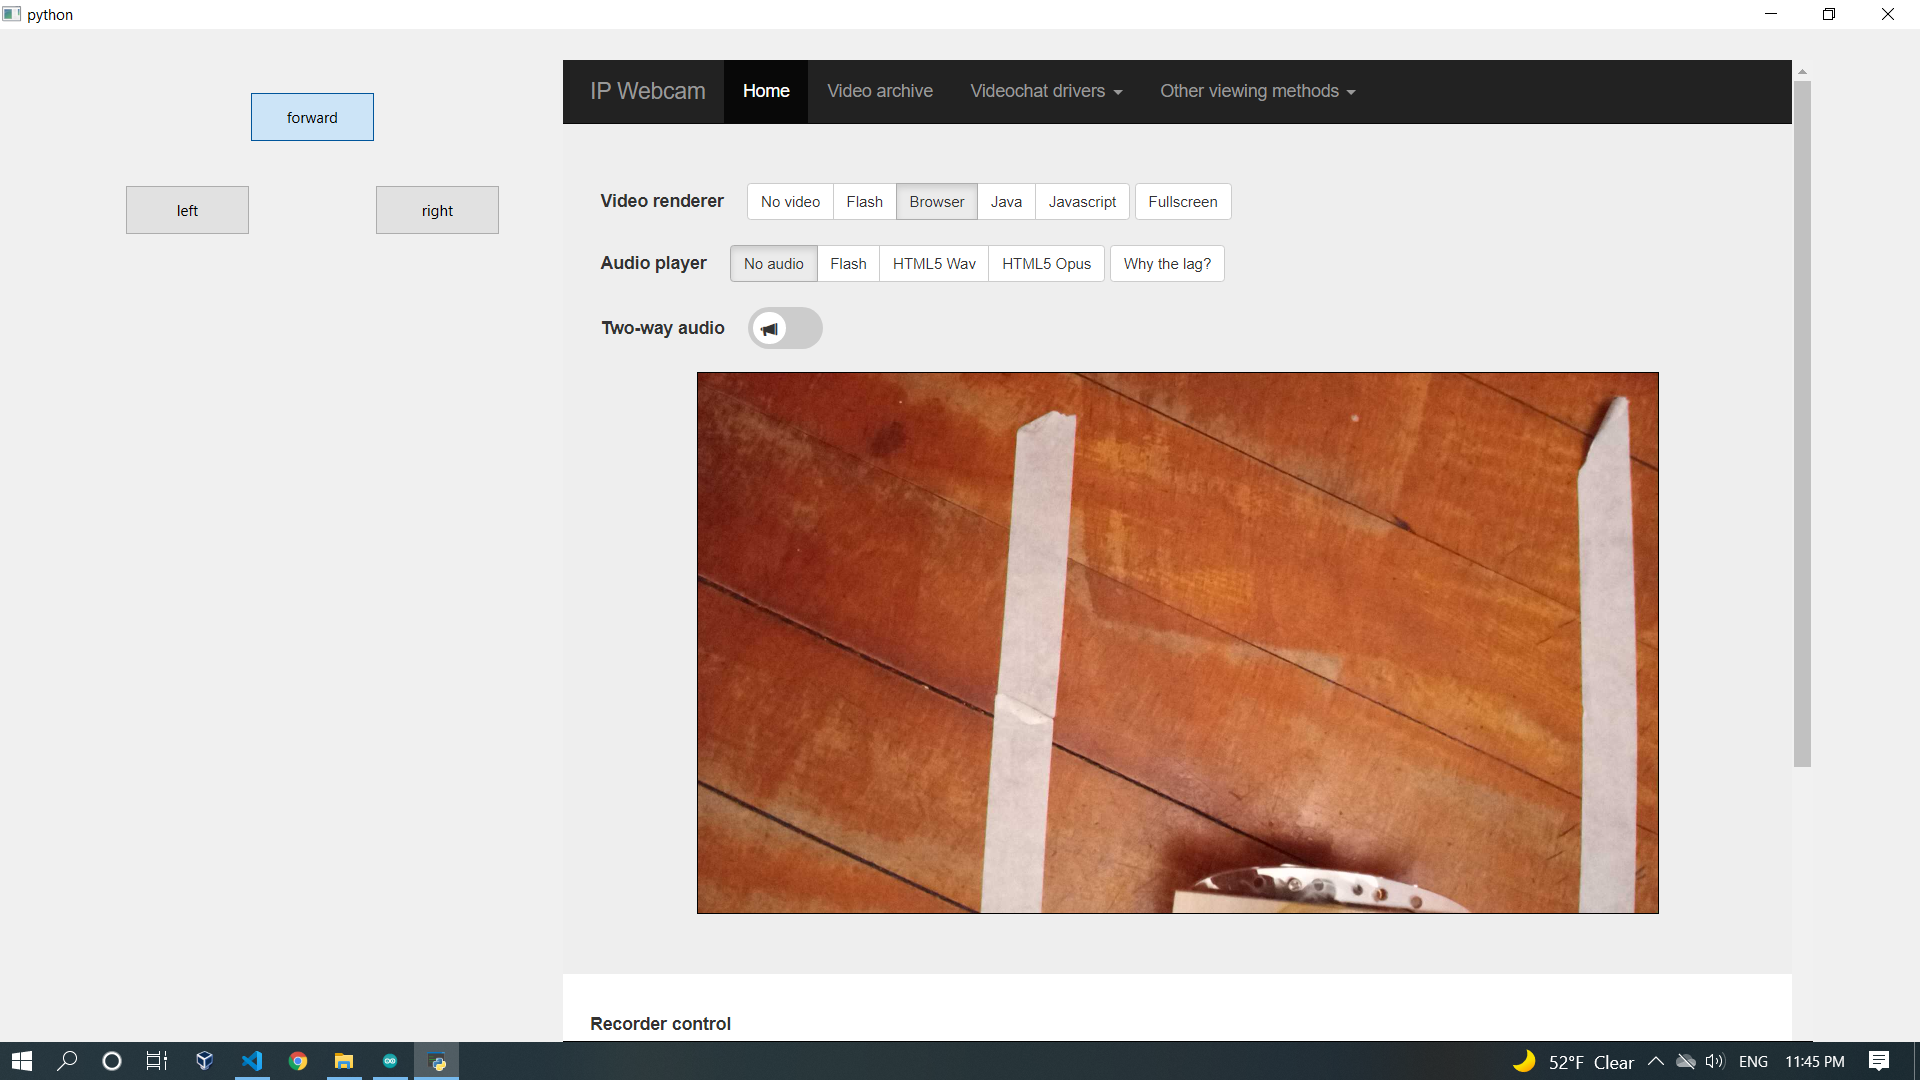 python
forward
left
right
IP Webcam Home Video archive Videochat drivers Other viewing methods
Video renderer No video Flash Browser Java Javascript Fullscreen
Audio player No audio Flash HTML5 Wav HTML5 Opus Why the lag?
Two-way audio
Recorder control
52°F Clear ENG 11:45 PM